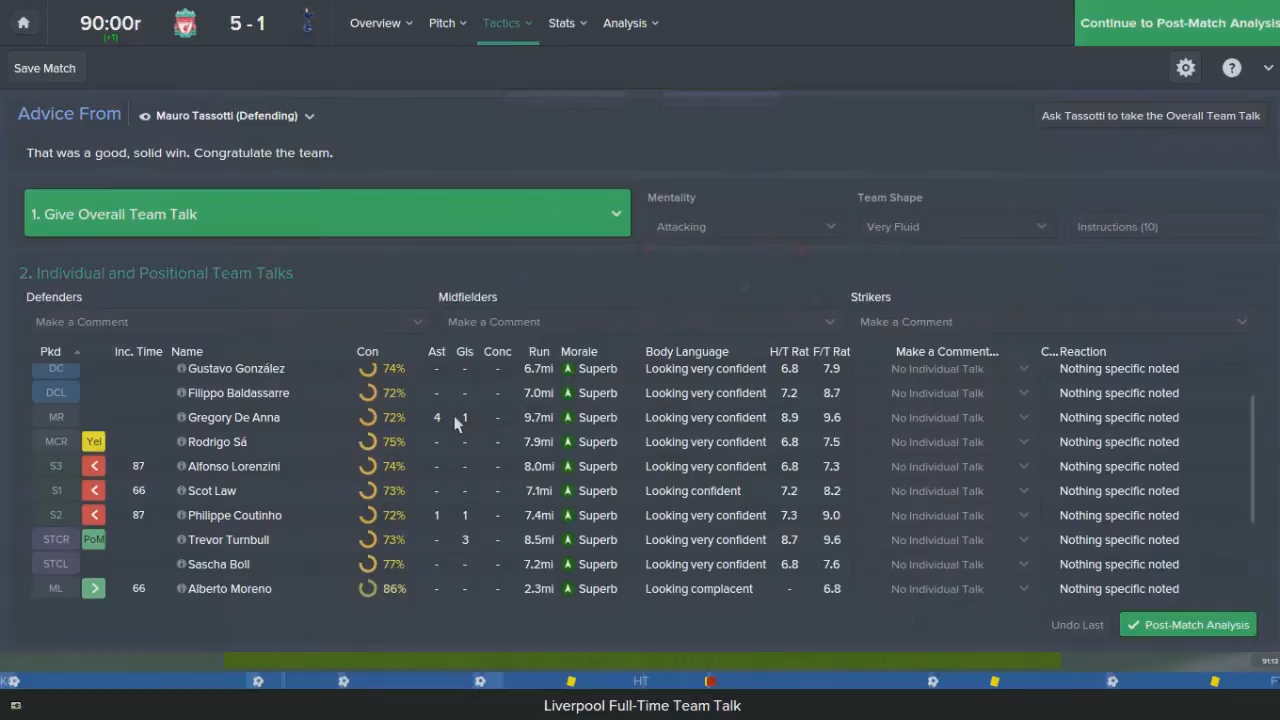 90:00r 5 - 1 Overview Pitch Tactics Stats Analysis Continue to Post-Match Analysis
(+1)
Save Match ?
Advice From Mauro Tassotti (Defending) Ask Tassotti to take the Overall Team Talk
That was a good, solid win. Congratulate the team.
1. Give Overall Team Talk
Mentality Team Shape
Attacking Very Fluid Instructions (10)
2. Individual and Positional Team Talks
Defenders Midfielders Strikers
Make a Comment Make a Comment Make a Comment
Pkd Inc. Time Name Con Ast Gls Conc Run Morale Body Language H/T Rat F/T Rat Make a Comment... C... Reaction
DC Gustavo González 74% - - - 6.7mi Superb Looking very confident 6.8 7.9 No Individual Talk Nothing specific noted
DCL Filippo Baldassarre 72% - - - 7.0mi Superb Looking very confident 7.2 8.7 No Individual Talk Nothing specific noted
MR Gregory De Anna 72% 4 1 - 9.7mi Superb Looking very confident 8.9 9.6 No Individual Talk Nothing specific noted
MCR Yel Rodrigo Sá 75% - - - 7.9mi Superb Looking very confident 6.8 7.5 No Individual Talk Nothing specific noted
S3 87 Alfonso Lorenzini 74% - - - 8.0mi Superb Looking very confident 6.8 7.3 No Individual Talk Nothing specific noted
S1 66 Scot Law 73% - - - 7.1mi Superb Looking confident 7.2 8.2 No Individual Talk Nothing specific noted
S2 87 Philippe Coutinho 72% 1 1 - 7.4mi Superb Looking very confident 7.3 9.0 No Individual Talk Nothing specific noted
STCR PoM Trevor Turnbull 73% - 3 - 8.5mi Superb Looking very confident 8.7 9.6 No Individual Talk Nothing specific noted
STCL Sascha Boll 77% - - - 7.2mi Superb Looking very confident 6.8 7.6 No Individual Talk Nothing specific noted
ML 66 Alberto Moreno 86% - - - 2.3mi Superb Looking complacent - 6.8 No Individual Talk Nothing specific noted
Undo Last Post-Match Analysis
91:13
HT
Liverpool Full-Time Team Talk